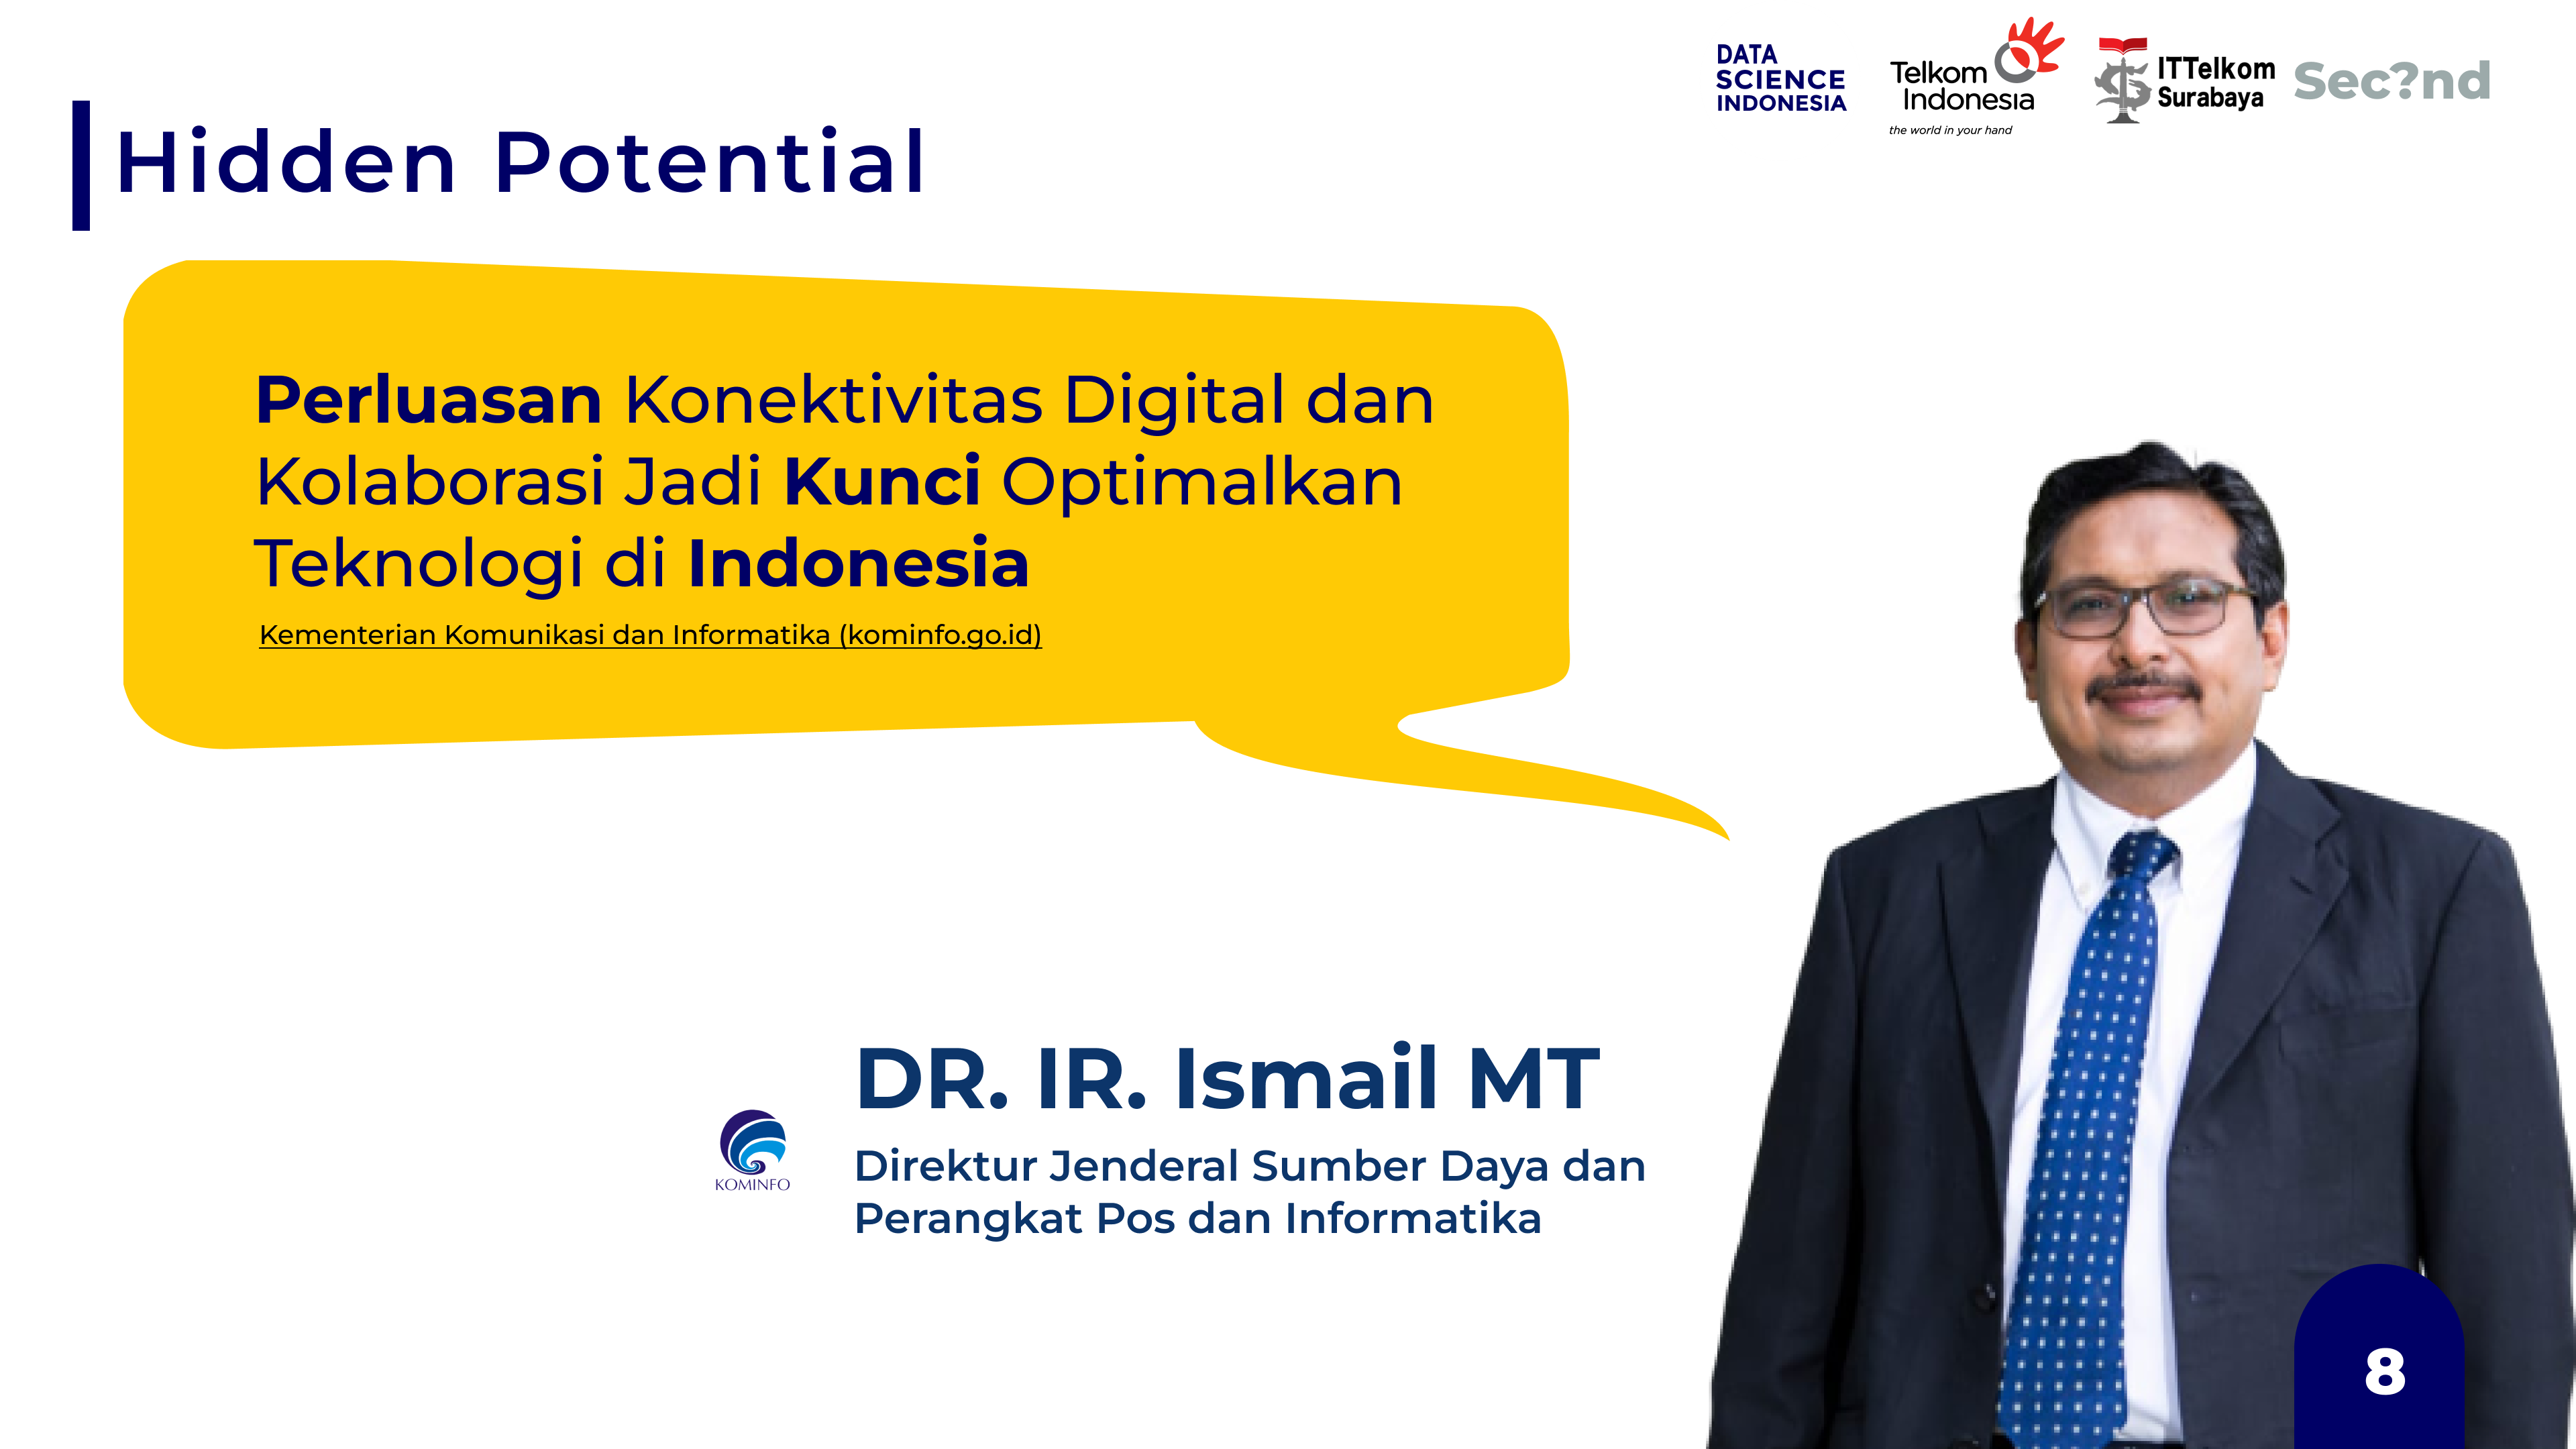 DATA
SCIENCE
INDONESIA
Telkom
Indonesia
the world in your hand
ITTelkom
Surabaya
Sec?nd
Hidden Potential
Perluasan Konektivitas Digital dan
Kolaborasi Jadi Kunci Optimalkan
Teknologi di Indonesia
Kementerian Komunikasi dan Informatika (kominfo.go.id)
DR. IR. Ismail MT
KOMINFO
Direktur Jenderal Sumber Daya dan
Perangkat Pos dan Informatika
8